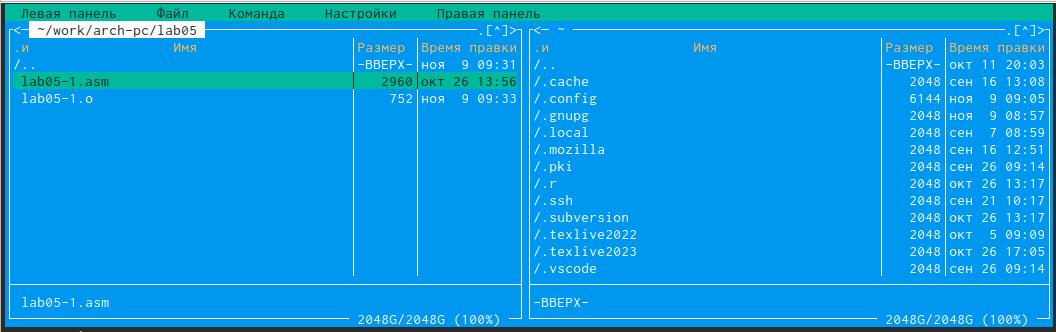 Левая панель Файл Команда Настройки Правая панель
<— ~/work/arch-pc/lab05 .[^]>
.и Имя Размер Время правки
/.. -ВВЕРХ- ноя 9 09:31
lab05-1.asm 2960 окт 26 13:56
lab05-1.o 752 ноя 9 09:33
lab05-1.asm
2048G/2048G (100%)
<— ~ .[^]>
.и Имя Размер Время правки
/.. -ВВЕРХ- окт 11 20:03
/.cache 2048 сен 16 13:08
/.config 6144 ноя 9 09:05
/.gnupg 2048 ноя 9 08:57
/.local 2048 сен 7 08:59
/.mozilla 2048 сен 16 12:51
/.pki 2048 сен 26 09:14
/.r 2048 окт 26 13:17
/.ssh 2048 сен 21 10:17
/.subversion 2048 окт 26 13:17
/.texlive2022 2048 окт 5 09:09
/.texlive2023 2048 окт 26 17:05
/.vscode 2048 сен 26 09:14
-ВВЕРХ-
2048G/2048G (100%)